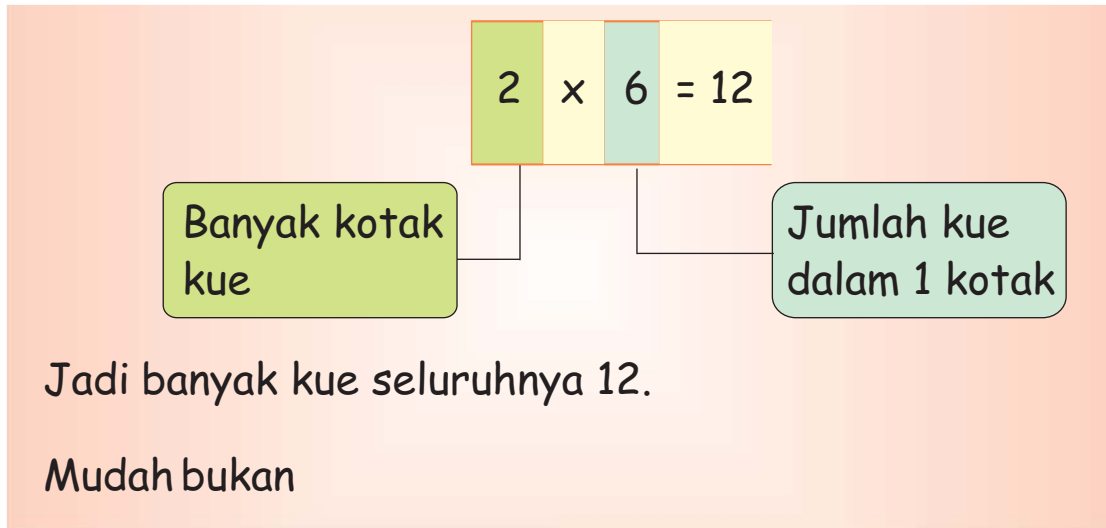 2 x 6 = 12
Banyak kotak
kue
Jumlah kue
dalam 1 kotak
Jadi banyak kue seluruhnya 12.
Mudah bukan